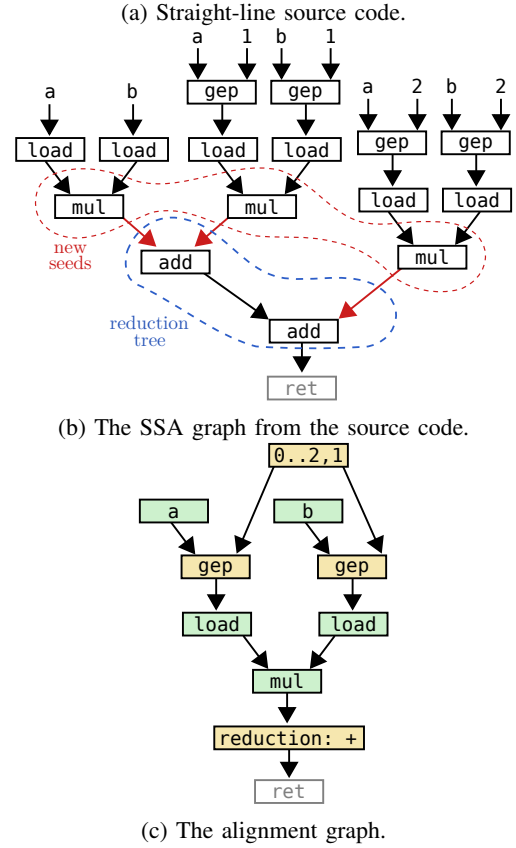 (a) Straight-line source code.
a 1 b 1
a 2 b 2
a b
gep gep
gep gep
load load load load
load load
mul mul
mul
new
seeds
add
reduction
tree
add
ret
(b) The SSA graph from the source code.
0..2,1
a b
gep gep
load load
mul
reduction: +
ret
(c) The alignment graph.